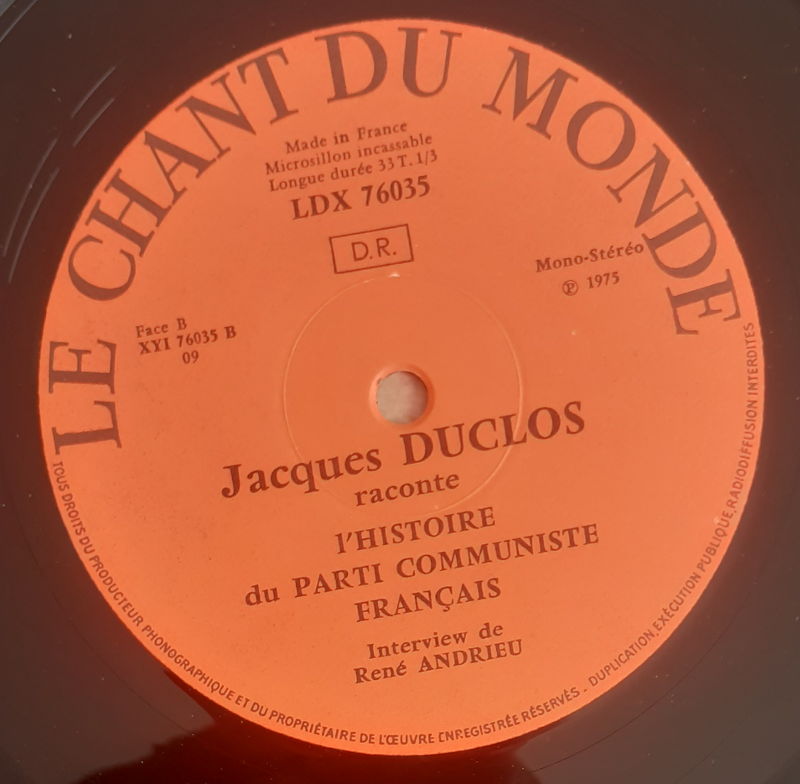 LE CHANT DU MONDE
Made in France
Microsillon incassable
Longue durée 33 T. 1/3
LDX 76035
D.R.
Mono-Stéréo
℗ 1975
Face B
XYI 76035 B
09
Jacques DUCLOS
raconte
l'HISTOIRE
du PARTI COMMUNISTE
FRANÇAIS
Interview de
René ANDRIEU
TOUS DROITS DU PRODUCTEUR PHONOGRAPHIQUE ET DU PROPRIÉTAIRE DE L'ŒUVRE ENREGISTRÉE RÉSERVÉS - DUPLICATION, EXÉCUTION PUBLIQUE, RADIODIFFUSION INTERDITES